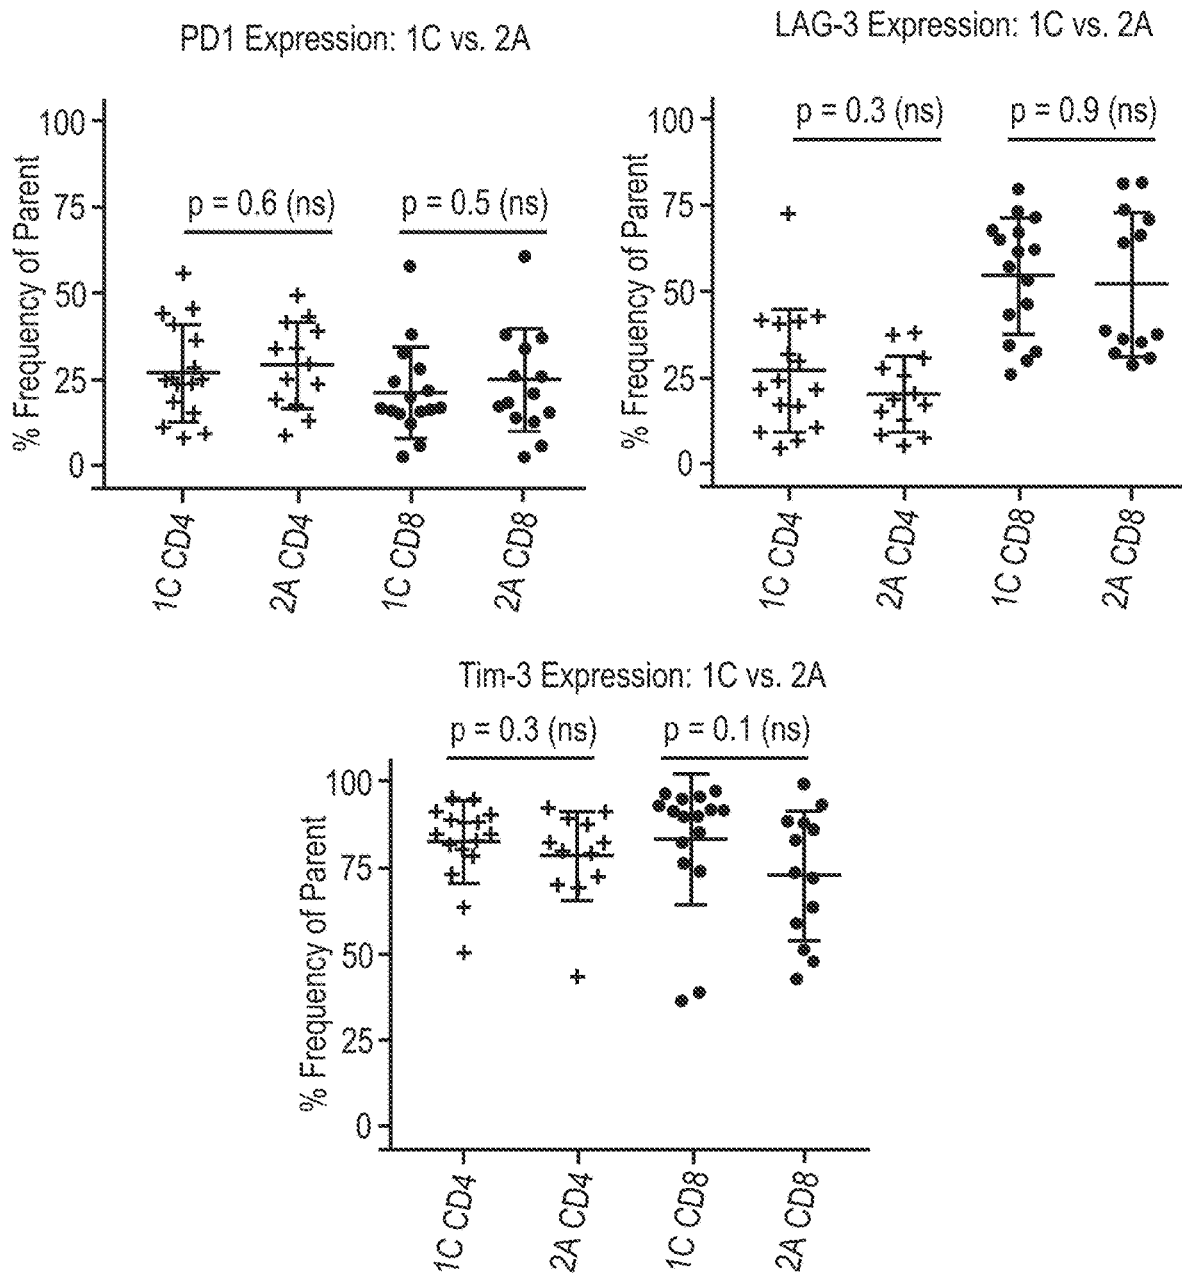 PD1 Expression: 1C vs. 2A
% Frequency of Parent
100
75
50
25
0
p = 0.6 (ns)
p = 0.5 (ns)
1C CD4
2A CD4
1C CD8
2A CD8
LAG-3 Expression: 1C vs. 2A
% Frequency of Parent
100
75
50
25
0
p = 0.3 (ns)
p = 0.9 (ns)
1C CD4
2A CD4
1C CD8
2A CD8
Tim-3 Expression: 1C vs. 2A
% Frequency of Parent
100
75
50
25
0
p = 0.3 (ns)
p = 0.1 (ns)
1C CD4
2A CD4
1C CD8
2A CD8